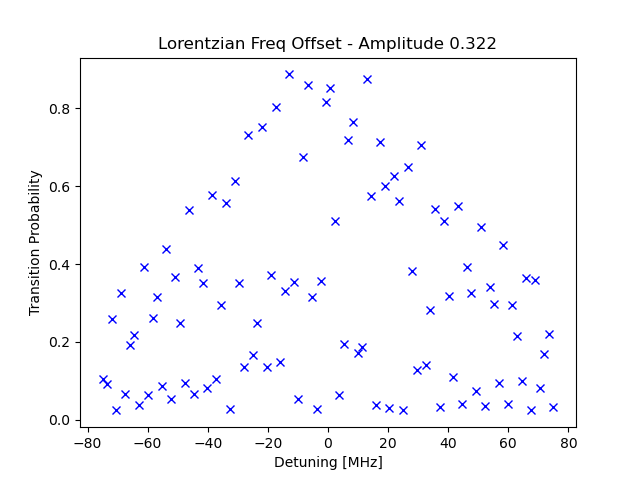 Lorentzian Freq Offset - Amplitude 0.322
Transition Probability
0.8
0.6
0.4
0.2
0.0
−80 −60 −40 −20 0 20 40 60 80
Detuning [MHz]